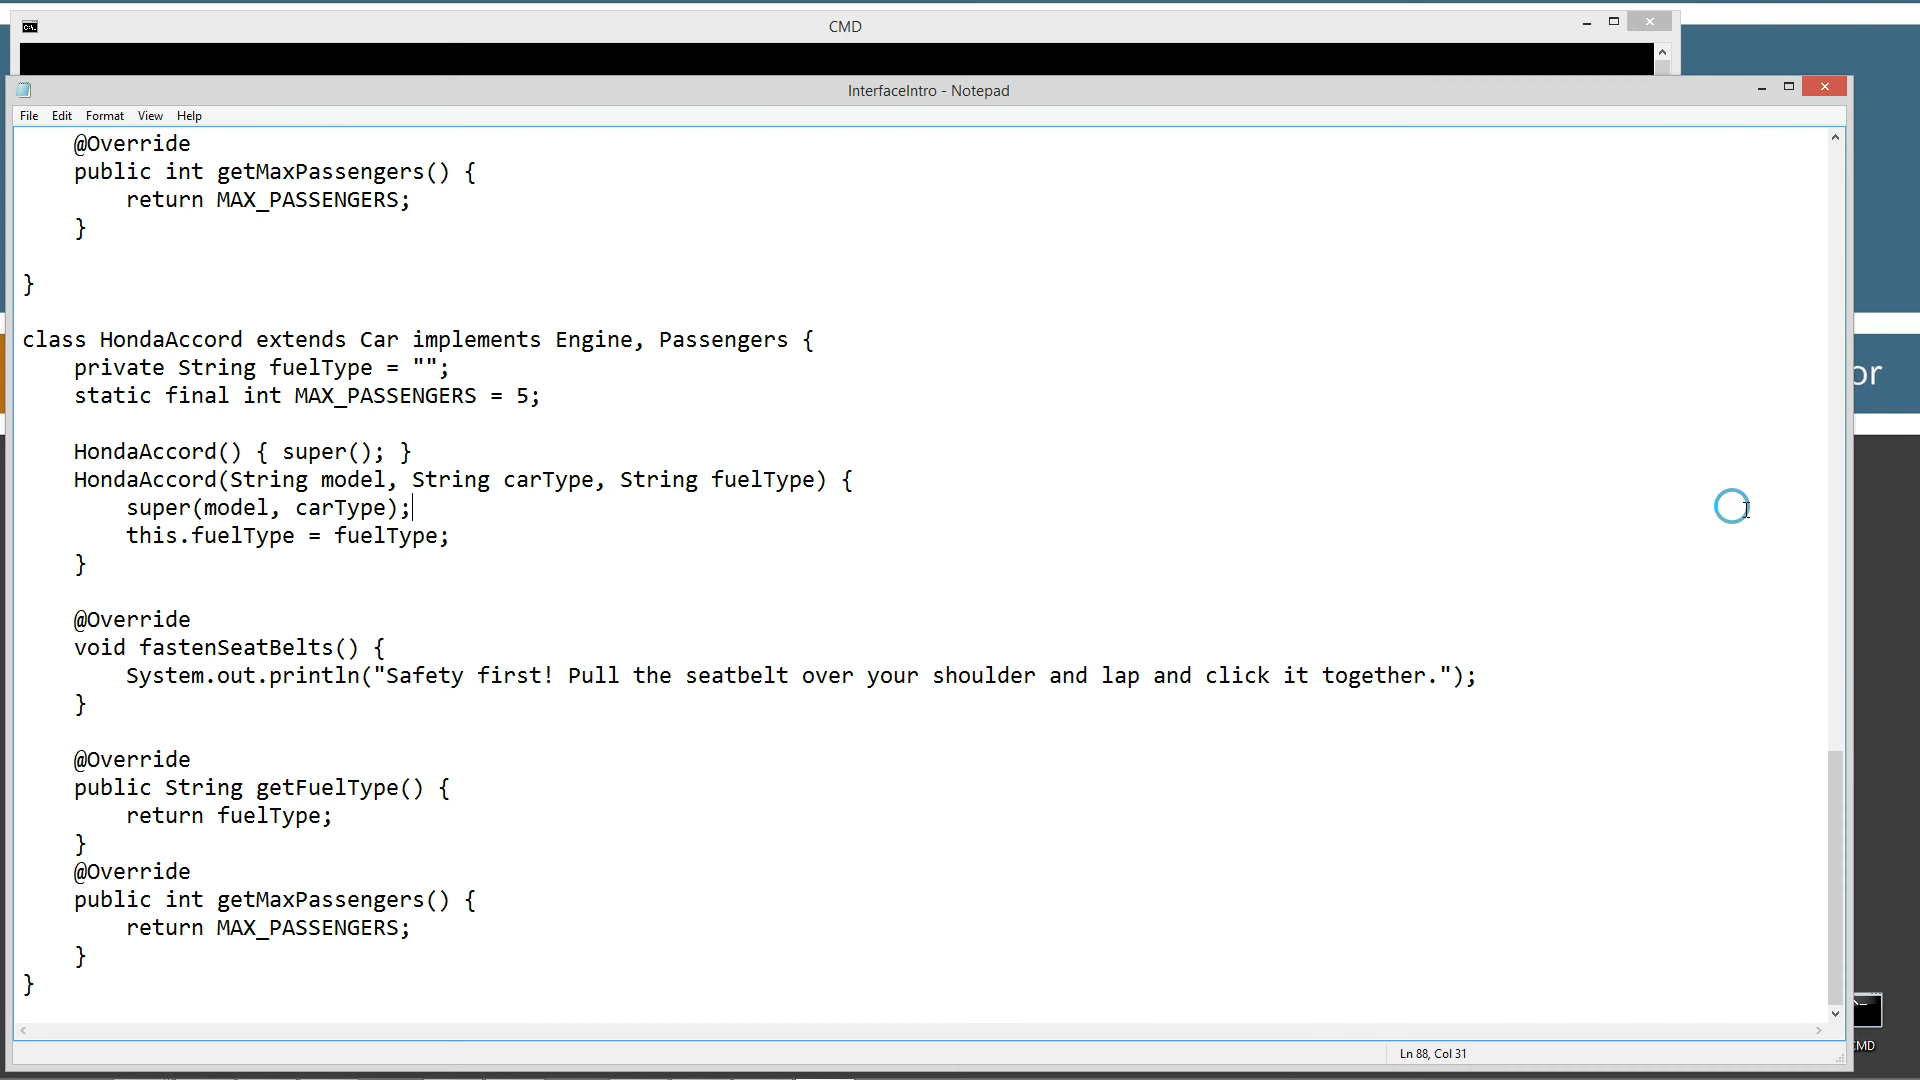 CMD
InterfaceIntro - Notepad
File Edit Format View Help
@Override
public int getMaxPassengers() {
return MAX_PASSENGERS;
}
}
class HondaAccord extends Car implements Engine, Passengers {
private String fuelType = "";
static final int MAX_PASSENGERS = 5;
HondaAccord() { super(); }
HondaAccord(String model, String carType, String fuelType) {
super(model, carType);
this.fuelType = fuelType;
}
@Override
void fastenSeatBelts() {
System.out.println("Safety first! Pull the seatbelt over your shoulder and lap and click it together.");
}
@Override
public String getFuelType() {
return fuelType;
}
@Override
public int getMaxPassengers() {
return MAX_PASSENGERS;
}
}
Ln 88, Col 31
or
CMD